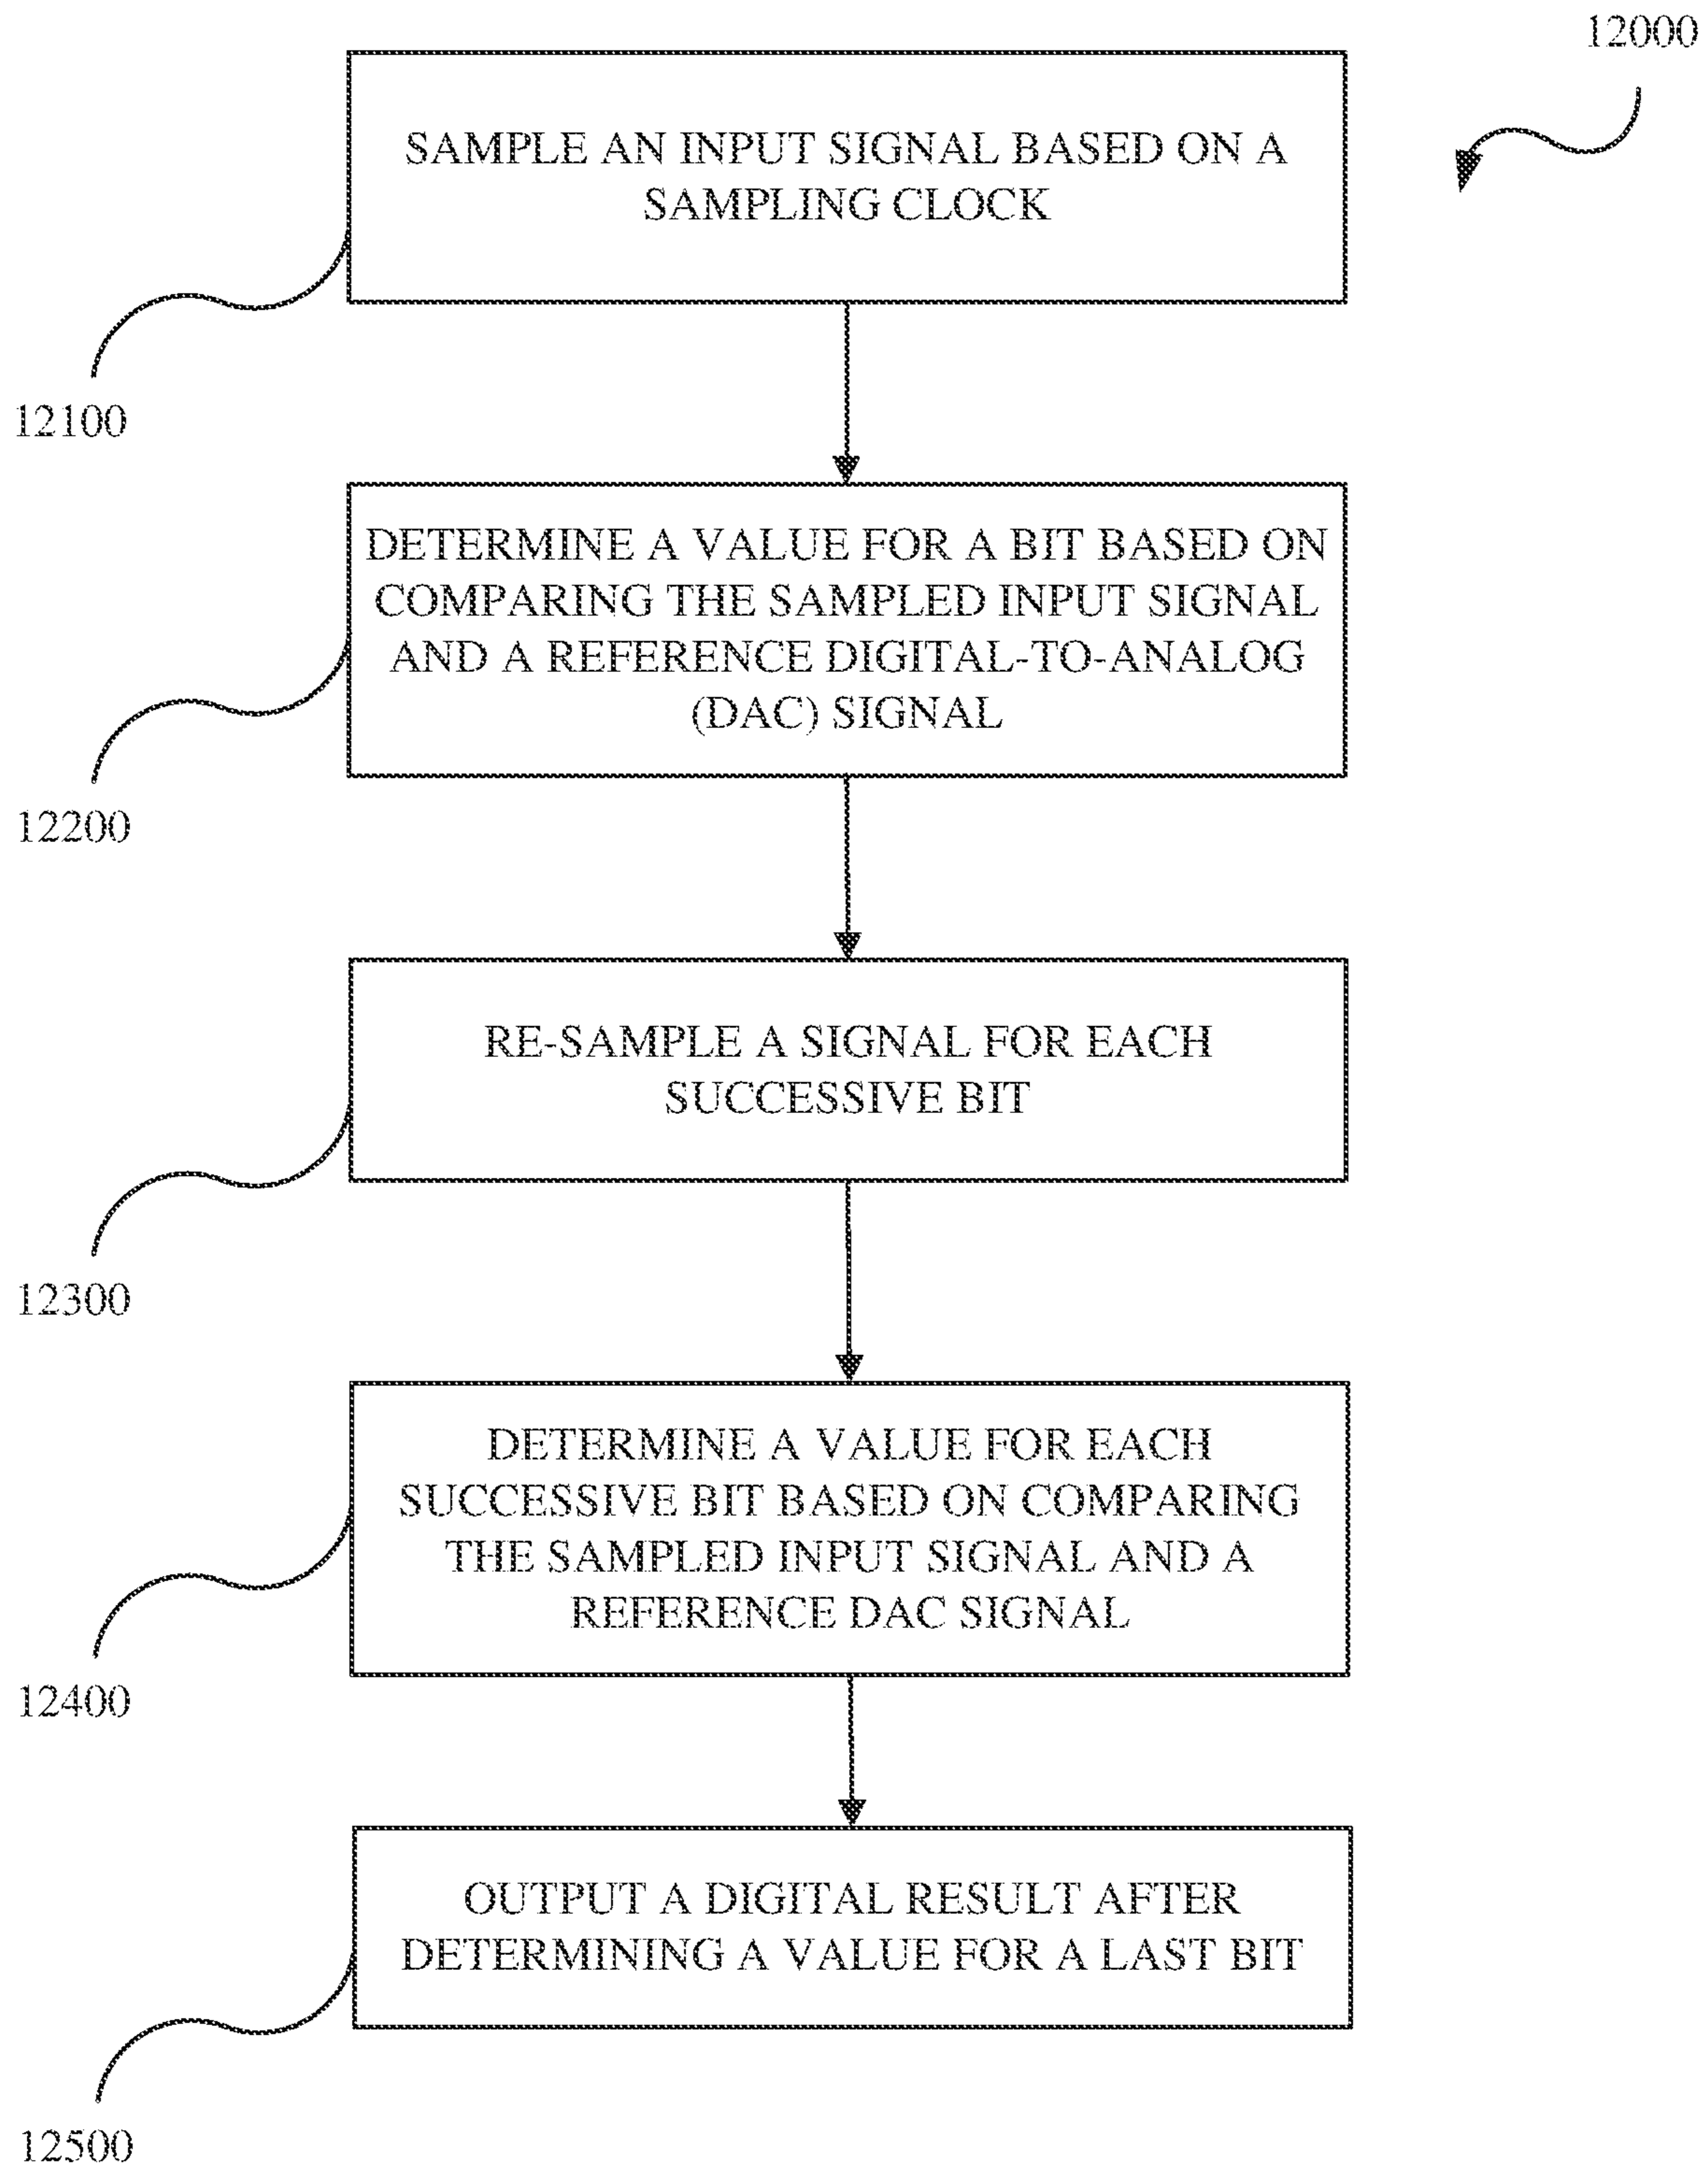 12000
SAMPLE AN INPUT SIGNAL BASED ON A
SAMPLING CLOCK
12100
DETERMINE A VALUE FOR A BIT BASED ON
COMPARING THE SAMPLED INPUT SIGNAL
AND A REFERENCE DIGITAL-TO-ANALOG
(DAC) SIGNAL
12200
RE-SAMPLE A SIGNAL FOR EACH
SUCCESSIVE BIT
12300
DETERMINE A VALUE FOR EACH
SUCCESSIVE BIT BASED ON COMPARING
THE SAMPLED INPUT SIGNAL AND A
REFERENCE DAC SIGNAL
12400
OUTPUT A DIGITAL RESULT AFTER
DETERMINING A VALUE FOR A LAST BIT
12500